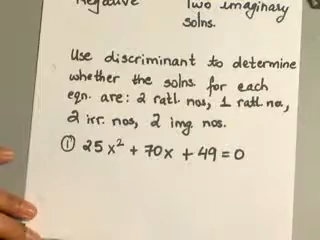 Negative Two imaginary
solns.
Use discriminant to determine
whether the solns. for each
eqn. are: 2 ratl. nos, 1 ratl. no,
2 irr. nos, 2 img. nos.
① 25x² + 70x + 49 = 0